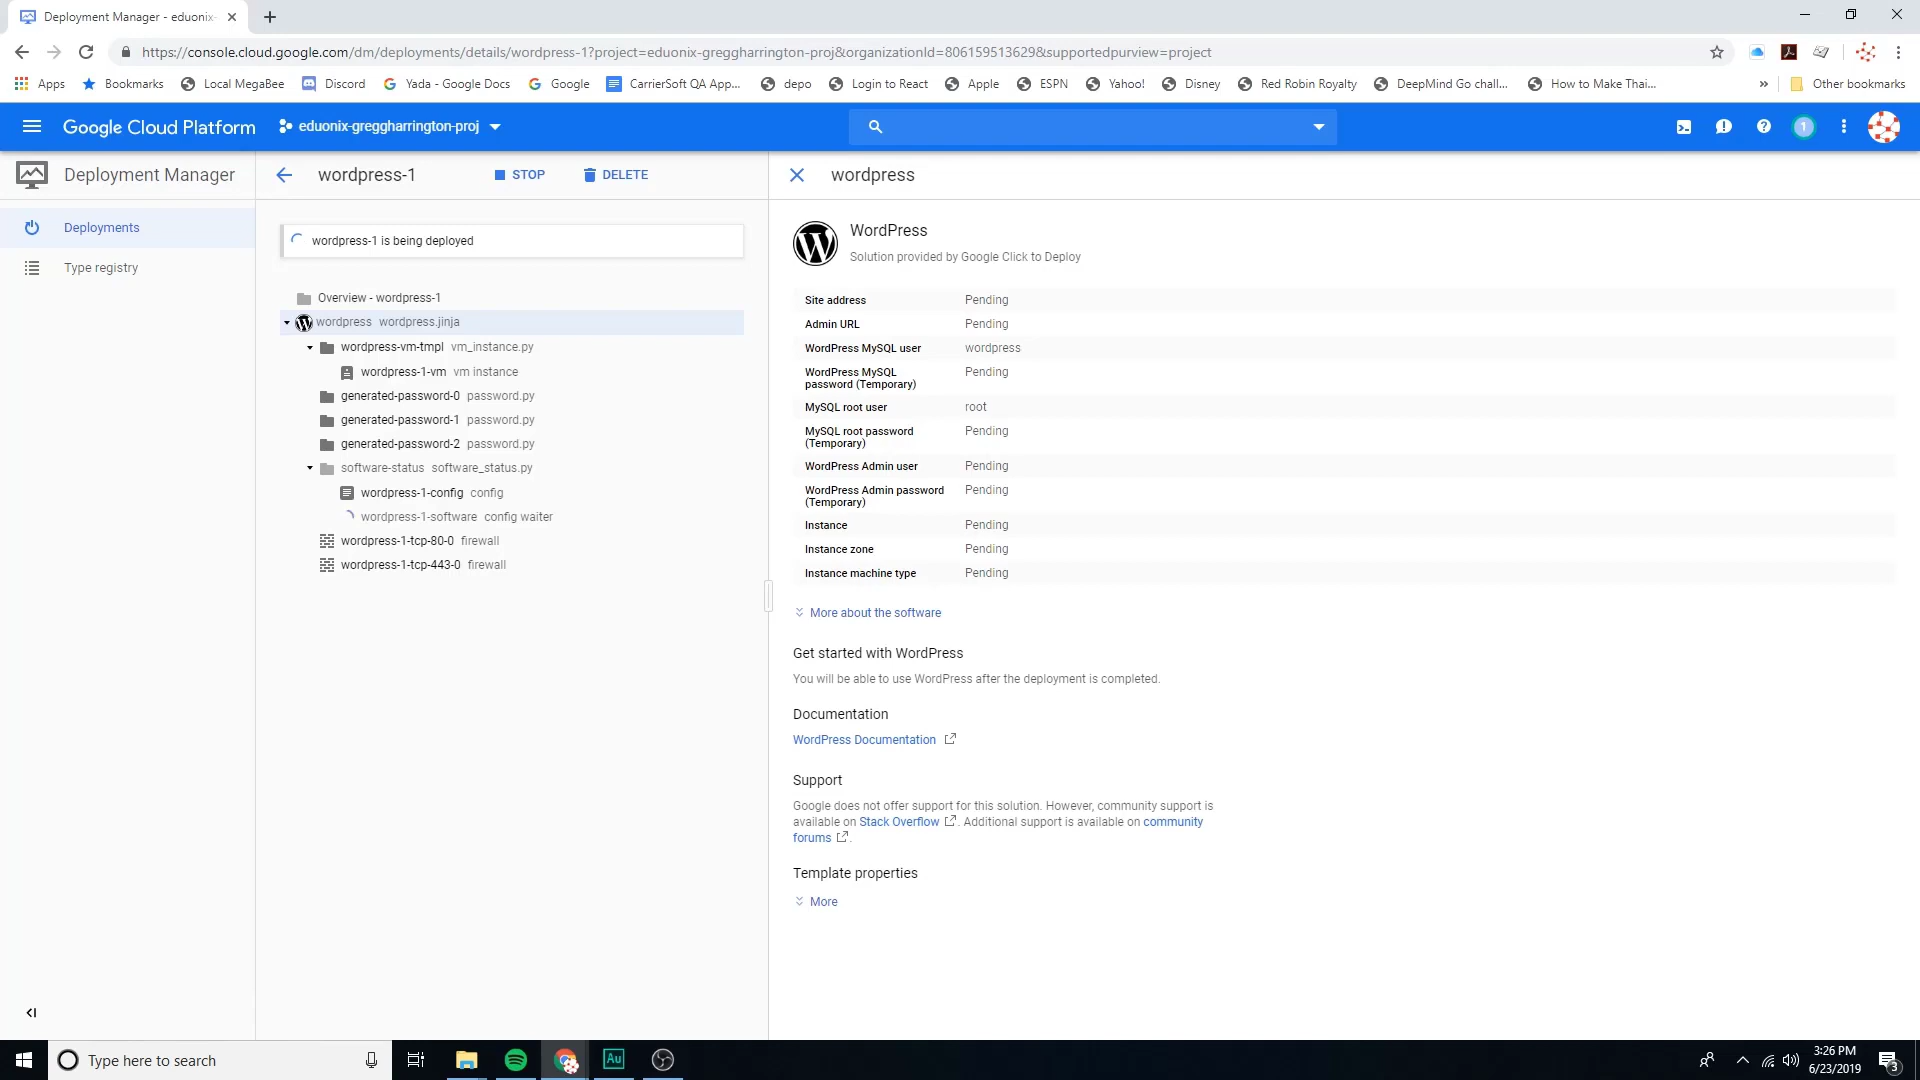 Deployment Manager - eduonix-
https://console.cloud.google.com/dm/deployments/details/wordpress-1?project=eduonix-greggharrington-proj&organizationId=806159513629&supportedpurview=project
Apps
Bookmarks
Local MegaBee
Discord
Yada - Google Docs
Google
CarrierSoft QA App...
depo
Login to React
Apple
ESPN
Yahoo!
Disney
Red Robin Royalty
DeepMind Go chall...
How to Make Thai...
»
Other bookmarks
Google Cloud Platform
eduonix-greggharrington-proj
1
Deployment Manager
wordpress-1
STOP
DELETE
wordpress
Deployments
Type registry
wordpress-1 is being deployed
Overview - wordpress-1
wordpress wordpress.jinja
wordpress-vm-tmpl vm_instance.py
wordpress-1-vm vm instance
generated-password-0 password.py
generated-password-1 password.py
generated-password-2 password.py
software-status software_status.py
wordpress-1-config config
wordpress-1-software config waiter
wordpress-1-tcp-80-0 firewall
wordpress-1-tcp-443-0 firewall
WordPress
Solution provided by Google Click to Deploy
Site address Pending
Admin URL Pending
WordPress MySQL user wordpress
WordPress MySQL Pending
password (Temporary)
MySQL root user root
MySQL root password Pending
(Temporary)
WordPress Admin user Pending
WordPress Admin password Pending
(Temporary)
Instance Pending
Instance zone Pending
Instance machine type Pending
More about the software
Get started with WordPress
You will be able to use WordPress after the deployment is completed.
Documentation
WordPress Documentation
Support
Google does not offer support for this solution. However, community support is
available on Stack Overflow . Additional support is available on community
forums .
Template properties
More
Type here to search
Au
3:26 PM
6/23/2019
3